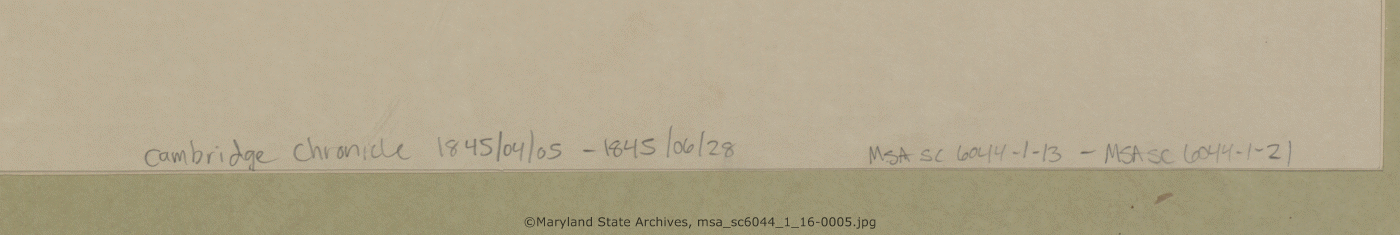 Cambridge Chronicle 1845/04/05 - 1845/06/28 MSA SC 6044-1-13 - MSA SC 6044-1-21
©Maryland State Archives, msa_sc6044_1_16-0005.jpg